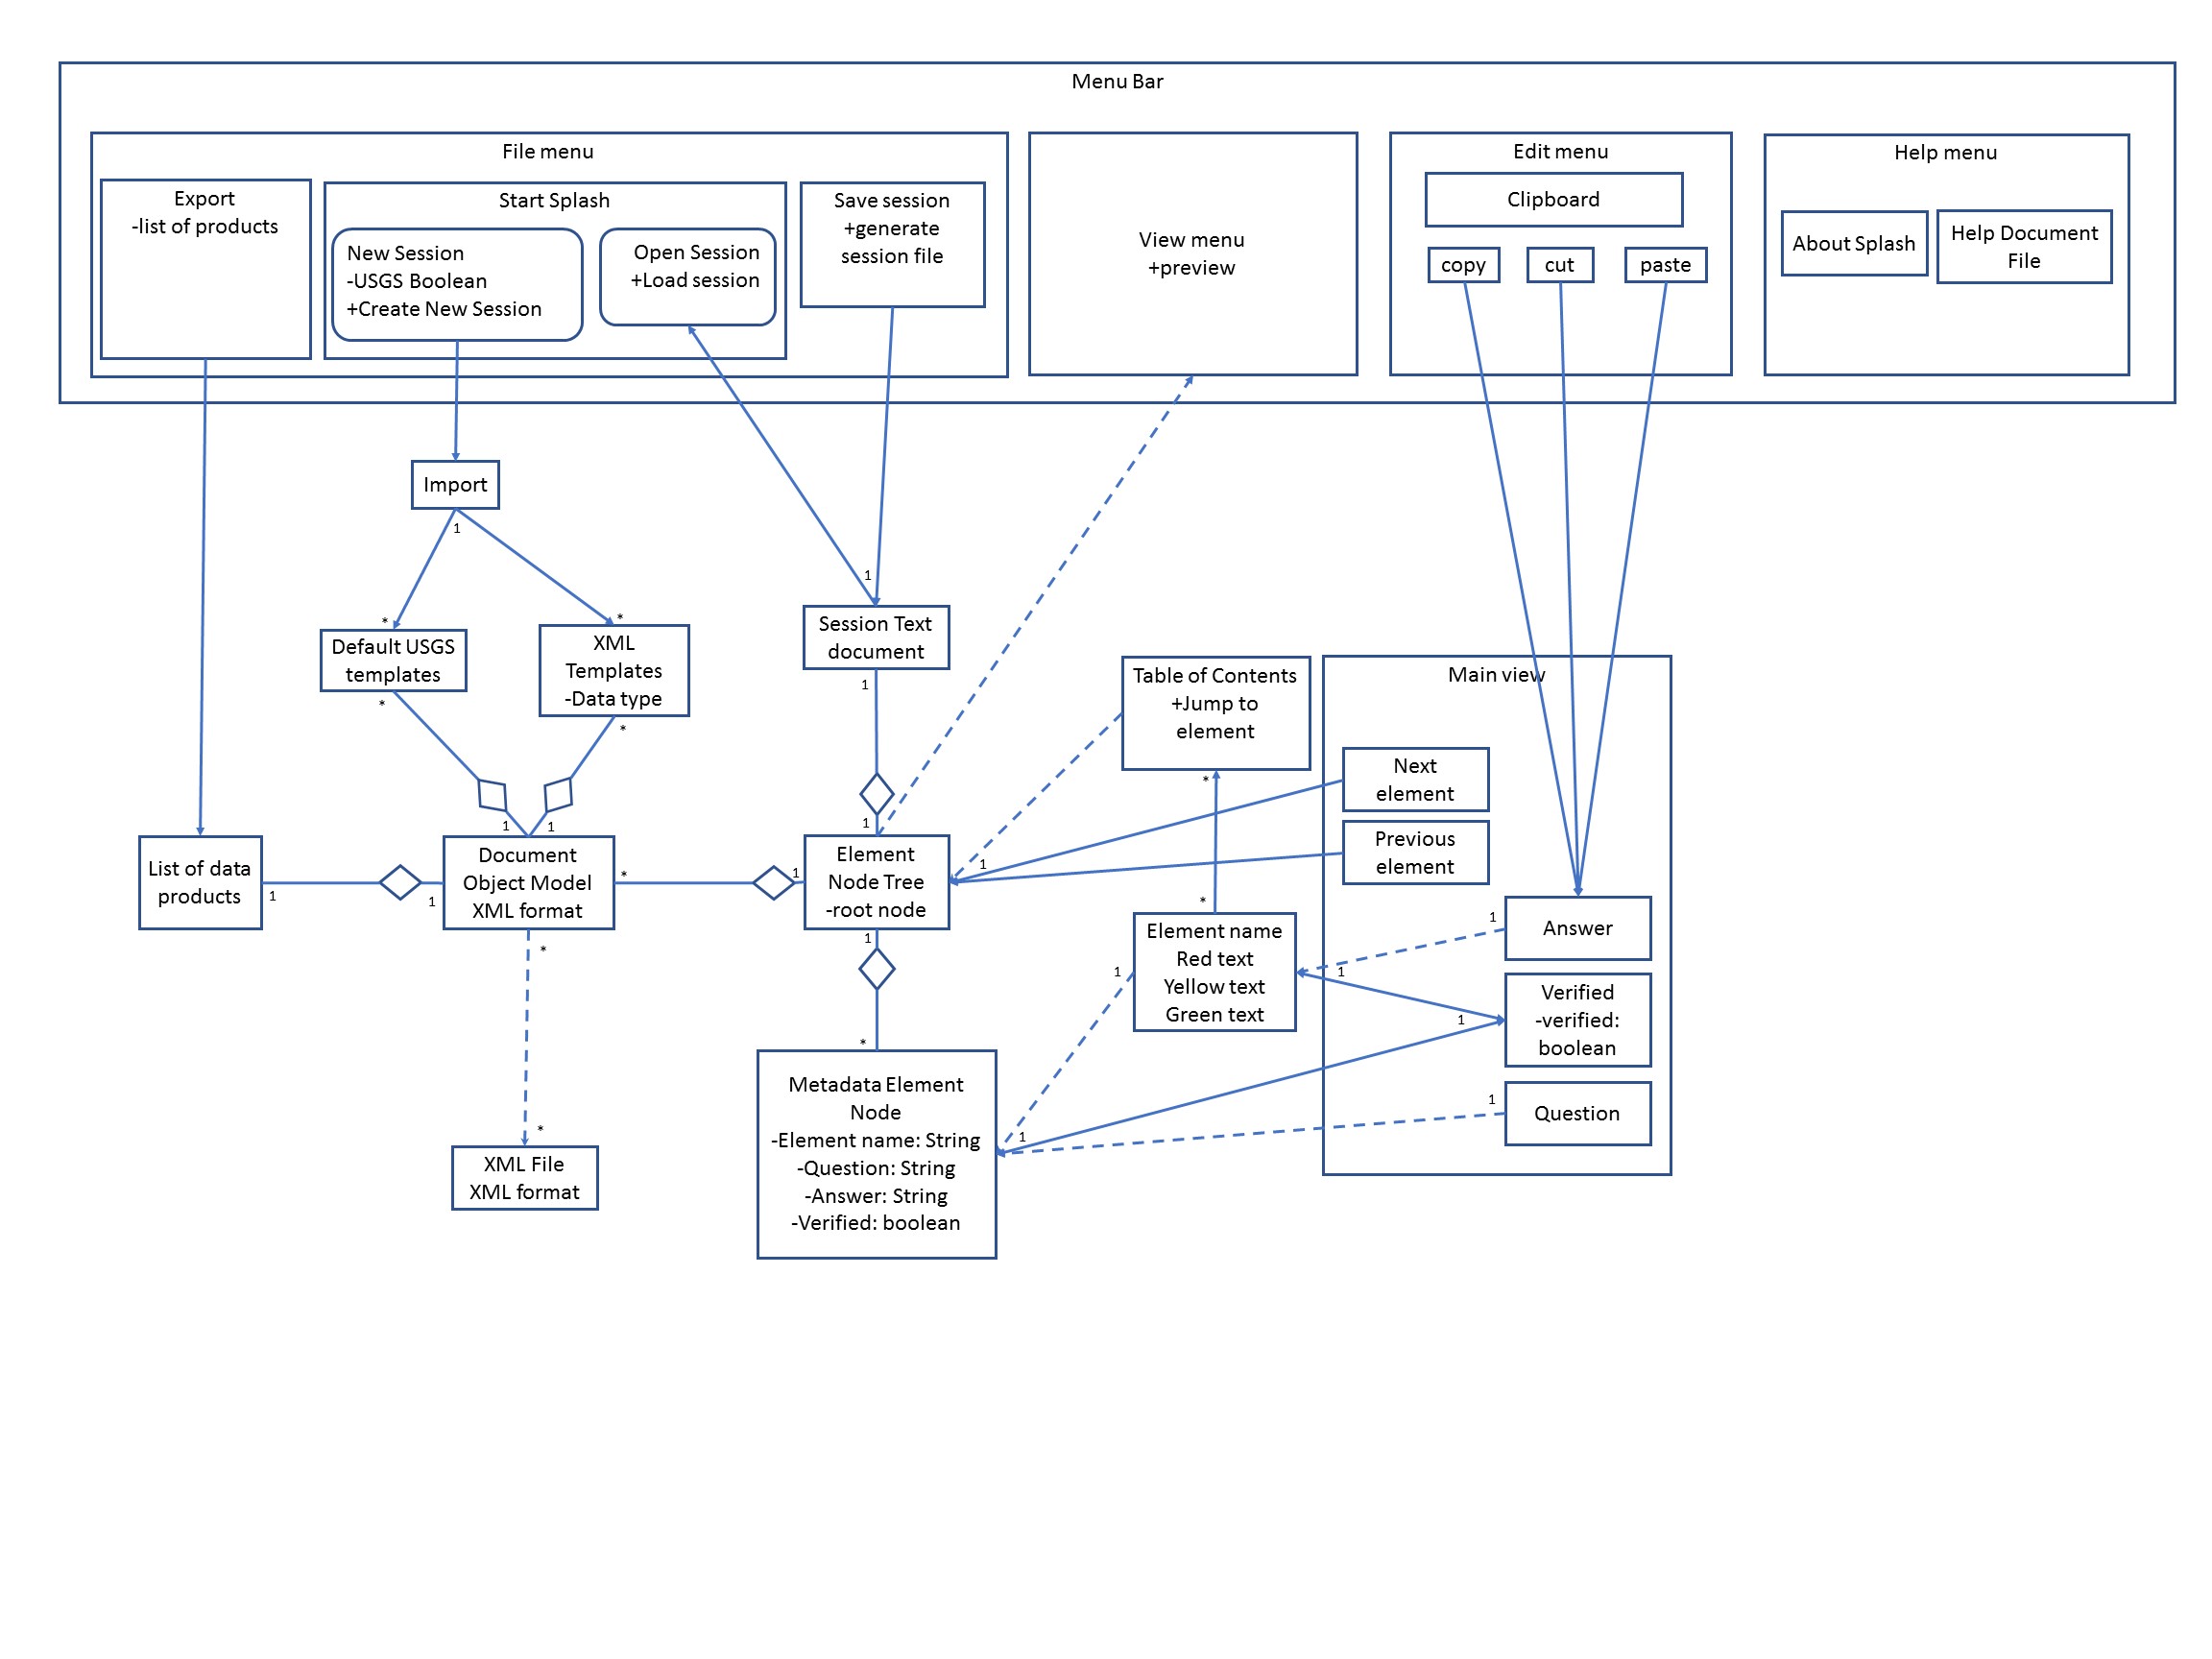 Menu Bar
File menu
Export
-list of products
Start Splash
New Session
-USGS Boolean
+Create New Session
Open Session
+Load session
Save session
+generate
session file
View menu
+preview
Edit menu
Clipboard
copy
cut
paste
Help menu
About Splash
Help Document
File
Import
1
*
*
Default USGS
templates
*
XML
Templates
-Data type
*
1
Session Text
document
1
Table of Contents
+Jump to
element
*
Main view
Next
element
Previous
element
1
1
1
List of data
products
1
1
Document
Object Model
XML format
*
1
Element
Node Tree
-root node
1
1
*
Element name
Red text
Yellow text
Green text
1
1
1
Answer
1
Verified
-verified:
boolean
1
Question
*
*
XML File
XML format
*
Metadata Element
Node
-Element name: String
-Question: String
-Answer: String
-Verified: boolean
1